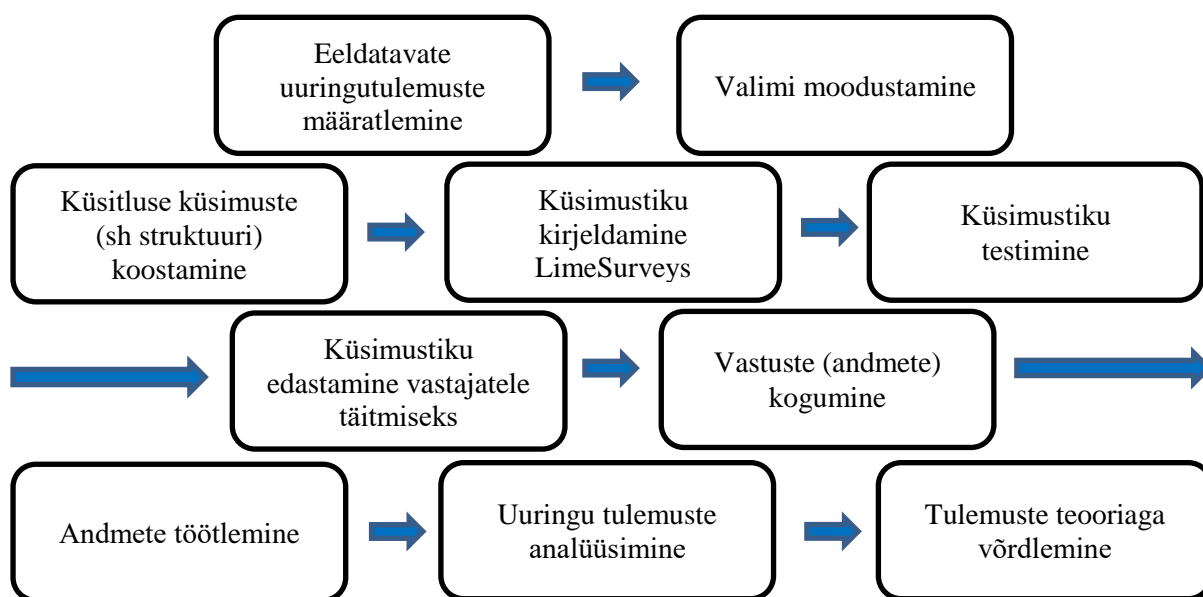 Eeldatavate
uuringutulemuste
määratlemine
Valimi moodustamine
Küsitluse küsimuste
(sh struktuuri)
koostamine
Küsimustiku
kirjeldamine
LimeSurveys
Küsimustiku
testimine
Küsimustiku
edastamine vastajatele
täitmiseks
Vastuste (andmete)
kogumine
Andmete töötlemine
Uuringu tulemuste
analüüsimine
Tulemuste teooriaga
võrdlemine